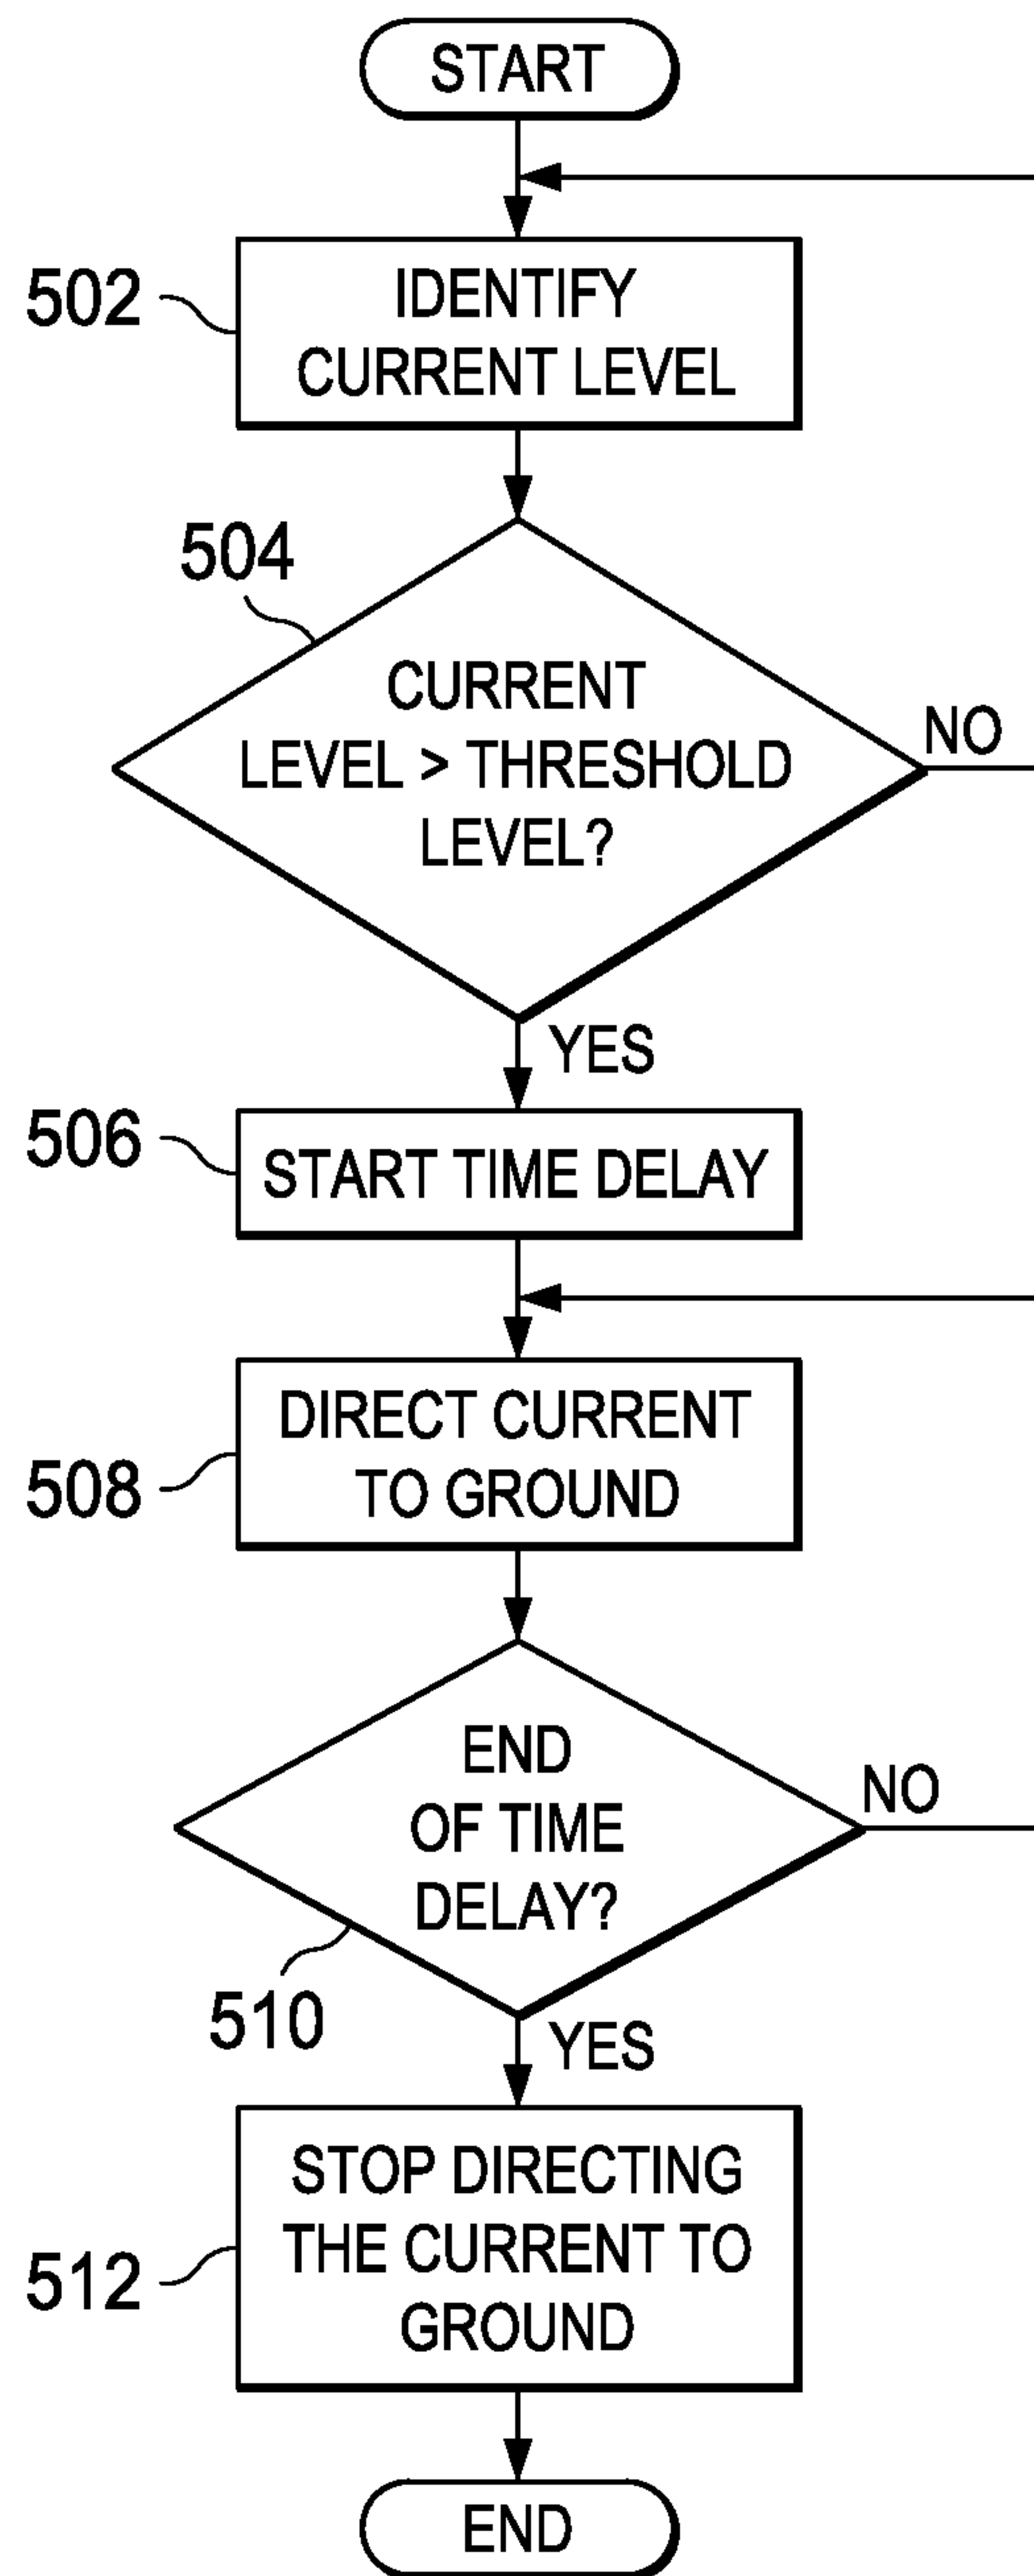 START
502
IDENTIFY
CURRENT LEVEL
504
CURRENT
LEVEL > THRESHOLD
LEVEL?
NO
YES
506
START TIME DELAY
508
DIRECT CURRENT
TO GROUND
END
OF TIME
DELAY?
NO
510
YES
512
STOP DIRECTING
THE CURRENT TO
GROUND
END